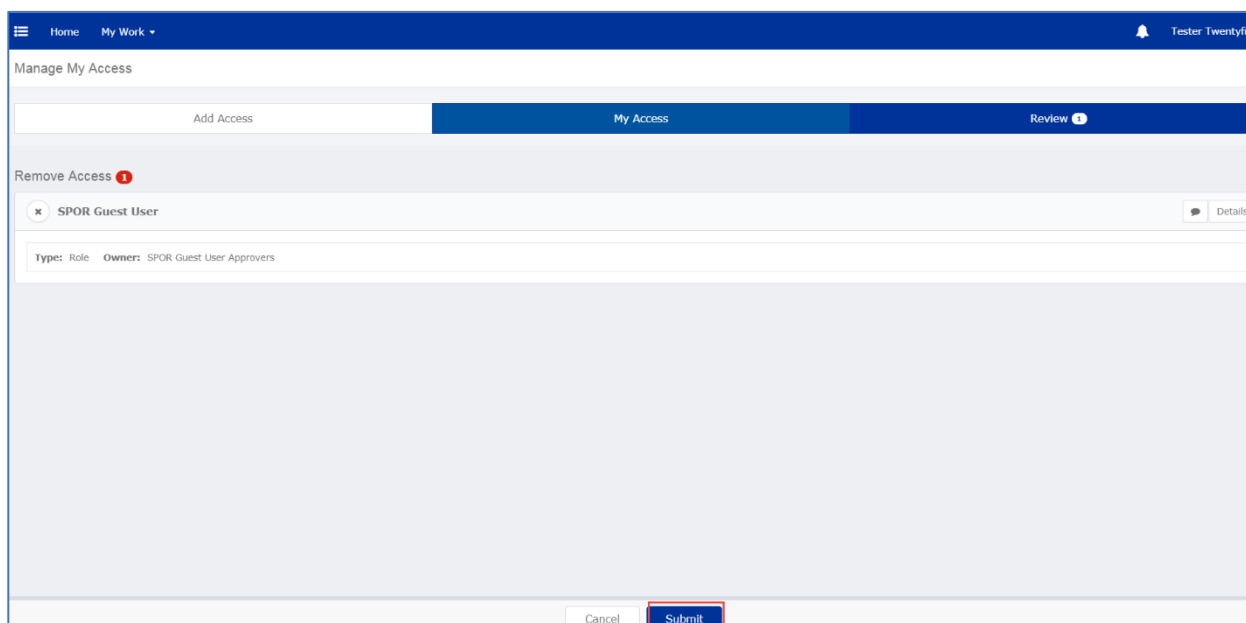 Home My Work Tester Twentyfi
Manage My Access
Add Access My Access Review 1
Remove Access 1
SPOR Guest User Details
Type: Role Owner: SPOR Guest User Approvers
Cancel Submit